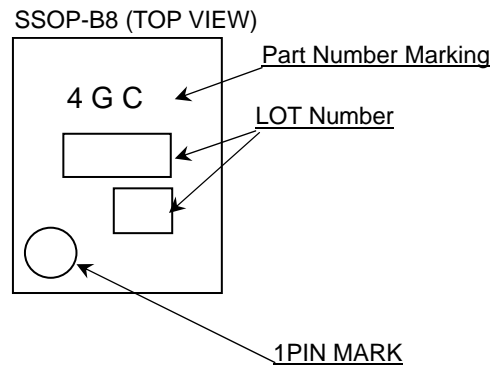 SSOP-B8 (TOP VIEW)
Part Number Marking
4 G C
LOT Number
1PIN MARK